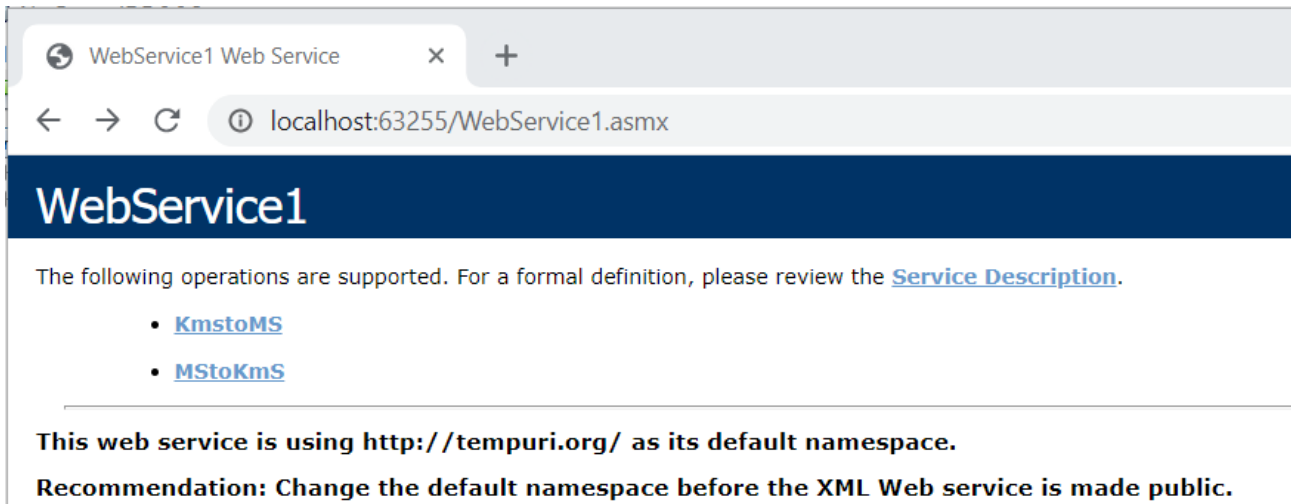 WebService1 Web Service
localhost:63255/WebService1.asmx
WebService1
The following operations are supported. For a formal definition, please review the Service Description.
• KmstoMS
• MStoKmS
This web service is using http://tempuri.org/ as its default namespace.
Recommendation: Change the default namespace before the XML Web service is made public.